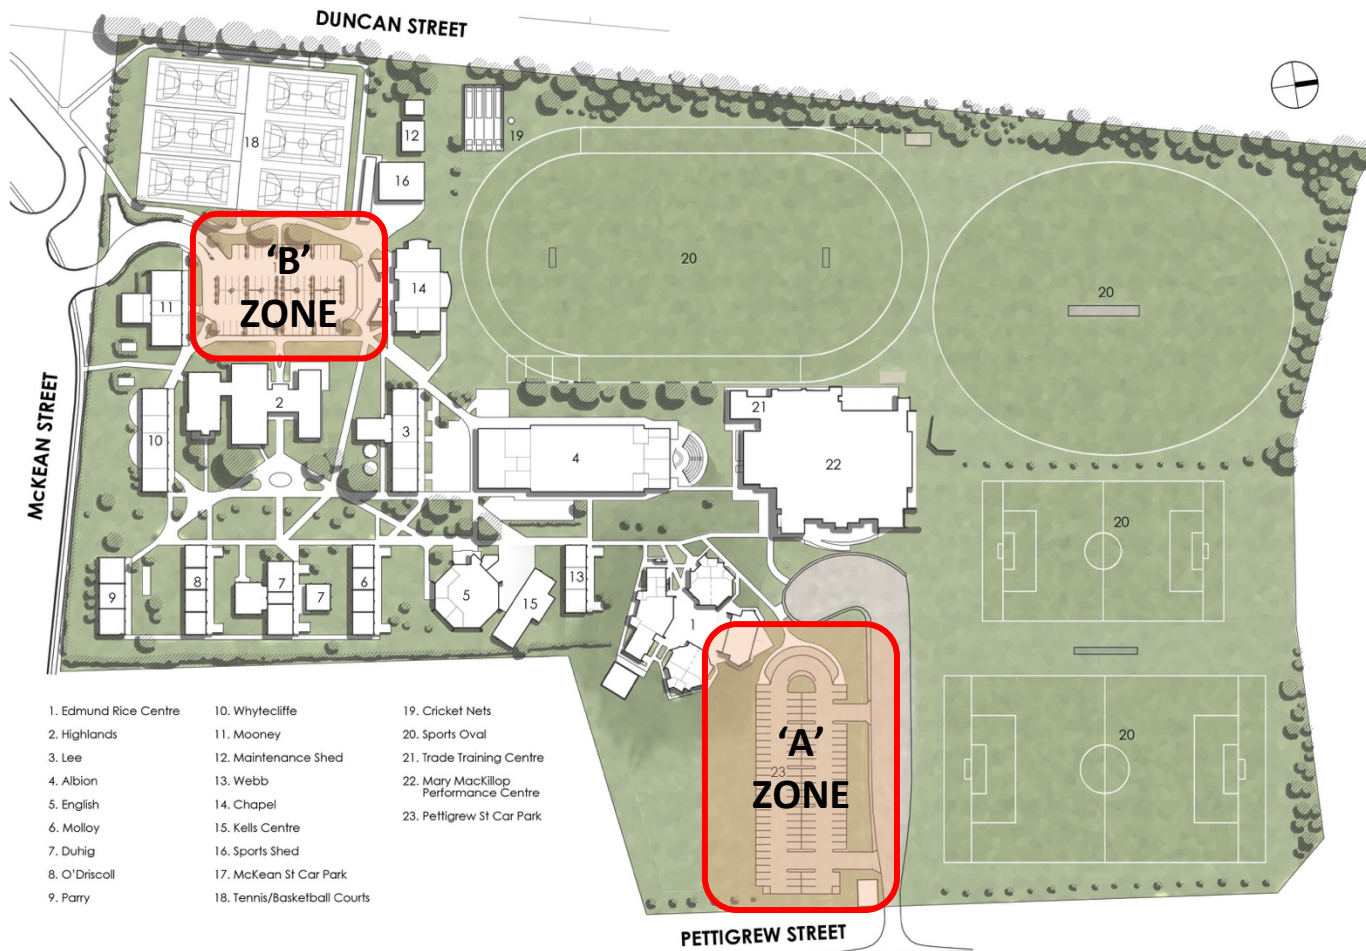 DUNCAN STREET
12
19
18
16
'B'
ZONE
14
11
20
20
McKEAN STREET
2
10
3
4
21
22
20
9
8
7
7
6
5
15
13
1
'A'
23
ZONE
20
1. Edmund Rice Centre
2. Highlands
3. Lee
4. Albion
5. English
6. Molloy
7. Duhig
8. O'Driscoll
9. Parry
10. Whytecliffe
11. Mooney
12. Maintenance Shed
13. Webb
14. Chapel
15. Kells Centre
16. Sports Shed
17. McKean St Car Park
18. Tennis/Basketball Courts
19. Cricket Nets
20. Sports Oval
21. Trade Training Centre
22. Mary MacKillop
Performance Centre
23. Pettigrew St Car Park
PETTIGREW STREET